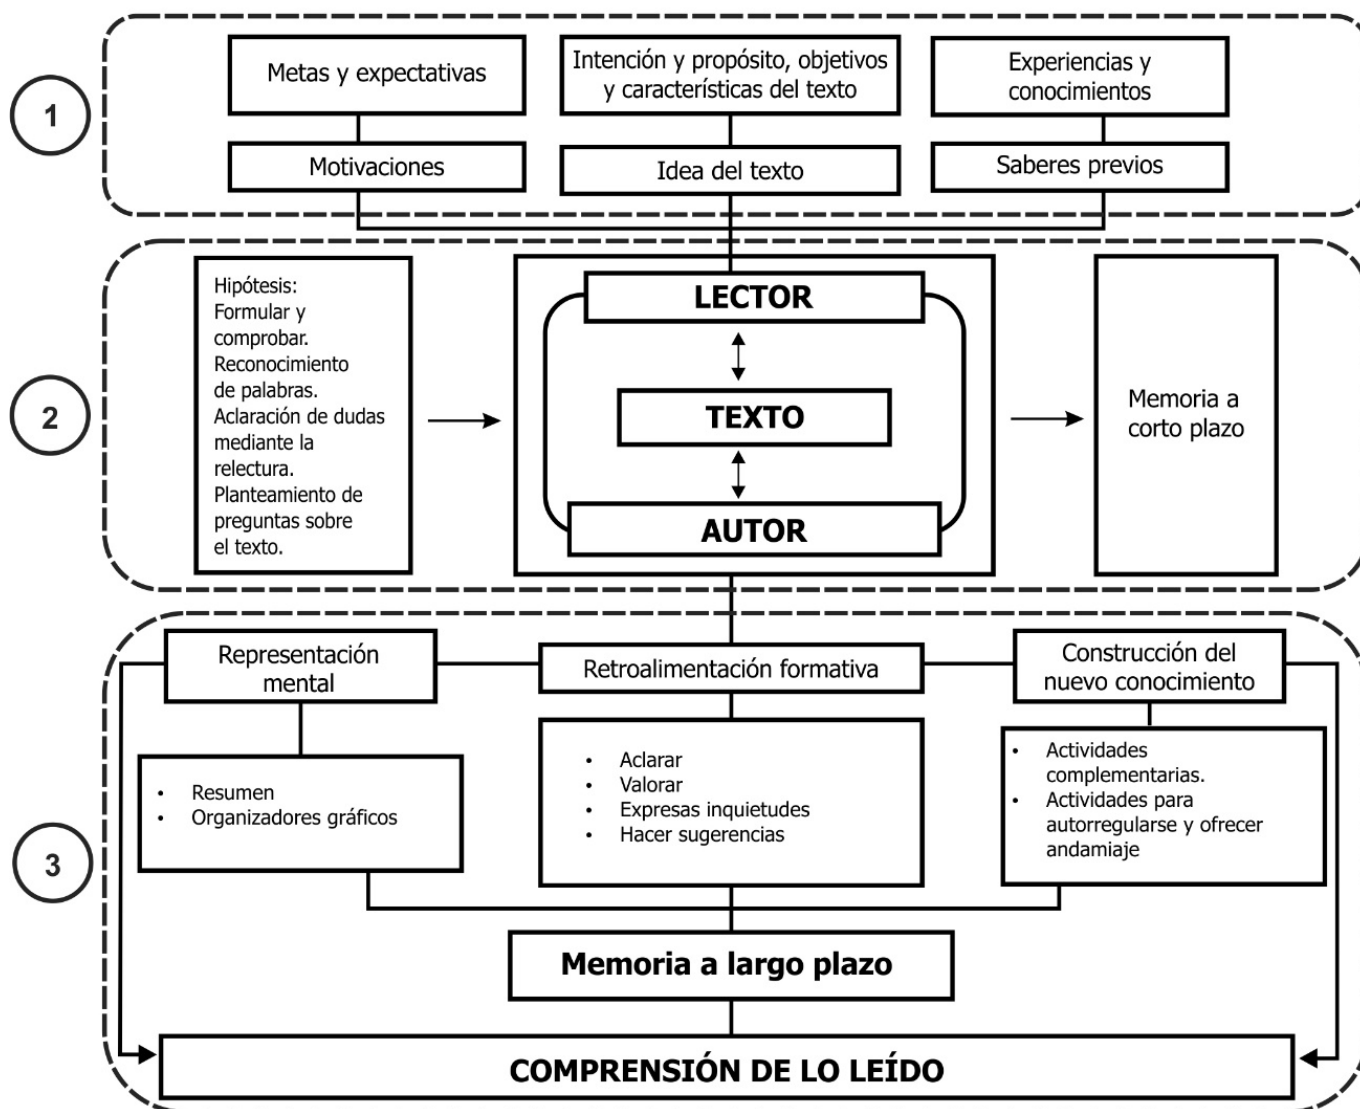 1
Metas y expectativas
Intención y propósito, objetivos
y características del texto
Experiencias y
conocimientos
Motivaciones
Idea del texto
Saberes previos
2
Hipótesis:
Formular y
comprobar.
Reconocimiento
de palabras.
Aclaración de dudas
mediante la
relectura.
Planteamiento de
preguntas sobre
el texto.
LECTOR
TEXTO
AUTOR
Memoria a
corto plazo
3
Representación
mental
Retroalimentación formativa
Construcción del
nuevo conocimiento
• Resumen
• Organizadores gráficos
• Aclarar
• Valorar
• Expresas inquietudes
• Hacer sugerencias
• Actividades
complementarias.
• Actividades para
autorregularse y ofrecer
andamiaje
Memoria a largo plazo
COMPRENSIÓN DE LO LEÍDO